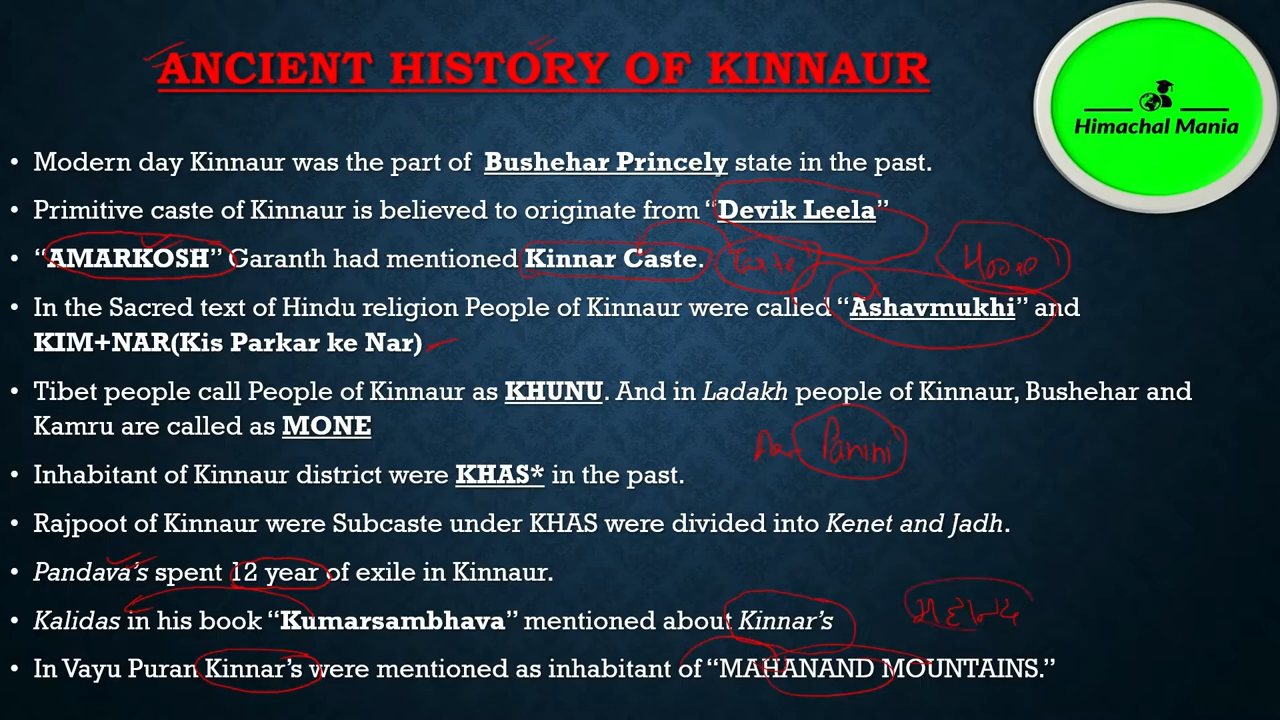 ANCIENT HISTORY OF KINNAUR
Himachal Mania
• Modern day Kinnaur was the part of Bushehar Princely state in the past.
• Primitive caste of Kinnaur is believed to originate from “Devik Leela”
• “AMARKOSH” Garanth had mentioned Kinnar Caste.
• In the Sacred text of Hindu religion People of Kinnaur were called “Ashavmukhi” and
KIM+NAR(Kis Parkar ke Nar)
• Tibet people call People of Kinnaur as KHUNU. And in Ladakh people of Kinnaur, Bushehar and
Kamru are called as MONE
Panini
• Inhabitant of Kinnaur district were KHAS* in the past.
• Rajpoot of Kinnaur were Subcaste under KHAS were divided into Kenet and Jadh.
• Pandava's spent 12 year of exile in Kinnaur.
• Kalidas in his book “Kumarsambhava” mentioned about Kinnar's
• In Vayu Puran Kinnar's were mentioned as inhabitant of “MAHANAND MOUNTAINS.”